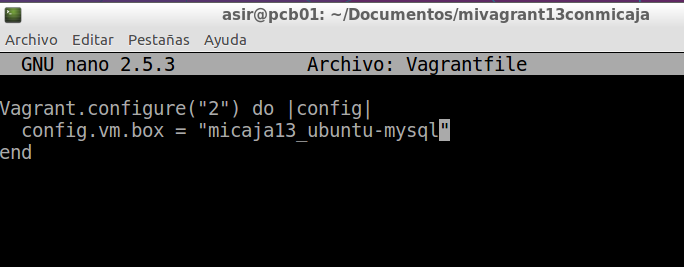 asir@pcb01: ~/Documentos/mivagrant13conmicaja
Archivo Editar Pestañas Ayuda
GNU nano 2.5.3 Archivo: Vagrantfile
Vagrant.configure("2") do |config|
config.vm.box = "micaja13_ubuntu-mysql"
end